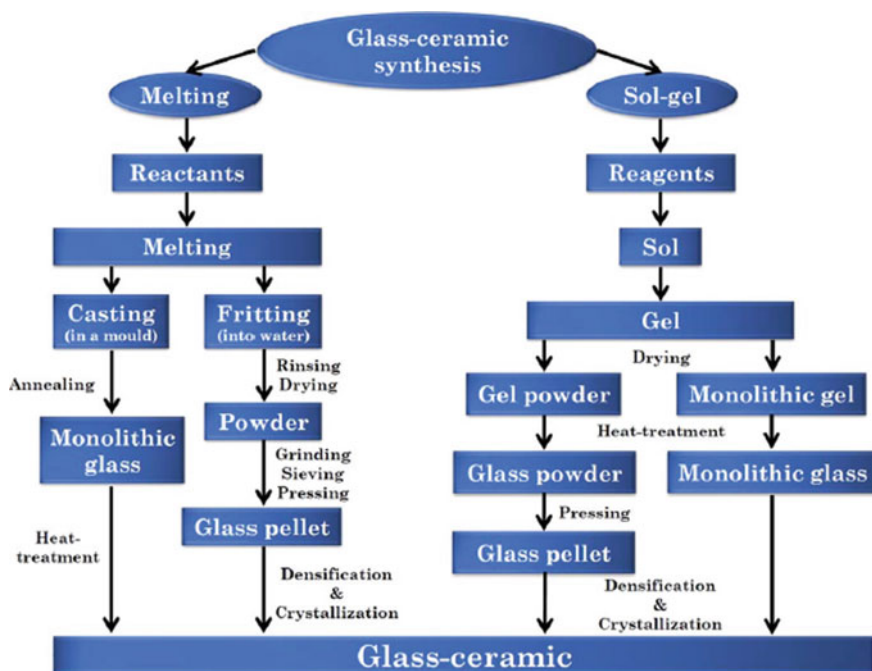 Glass-ceramic
synthesis
Melting
Sol-gel
Reactants
Reagents
Melting
Sol
Casting
(in a mould)
Fritting
(into water)
Gel
Annealing
Rinsing
Drying
Drying
Gel powder
Monolithic gel
Monolithic
glass
Powder
Heat-treatment
Grinding
Sieving
Pressing
Glass powder
Monolithic glass
Glass pellet
Pressing
Glass pellet
Heat-
treatment
Densification
&
Crystallization
Densification
&
Crystallization
Glass-ceramic